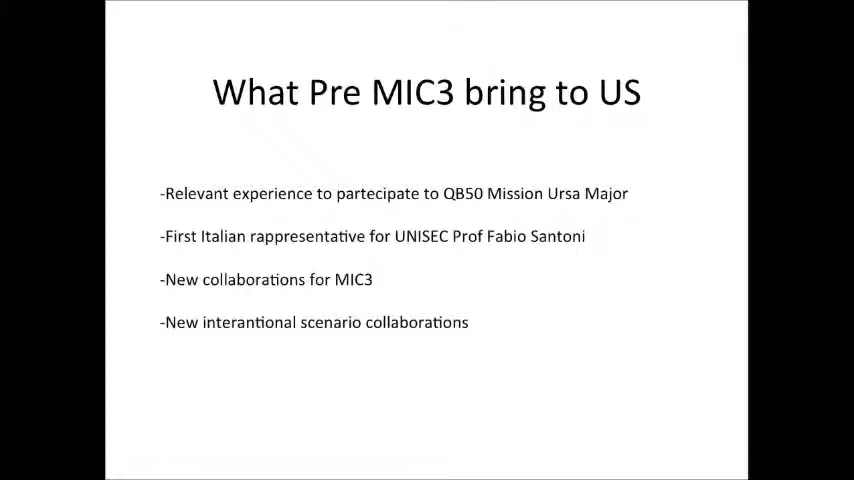 What Pre MIC3 bring to US
-Relevant experience to partecipate to QB50 Mission Ursa Major
-First Italian rappresentative for UNISEC Prof Fabio Santoni
-New collaborations for MIC3
-New interantional scenario collaborations